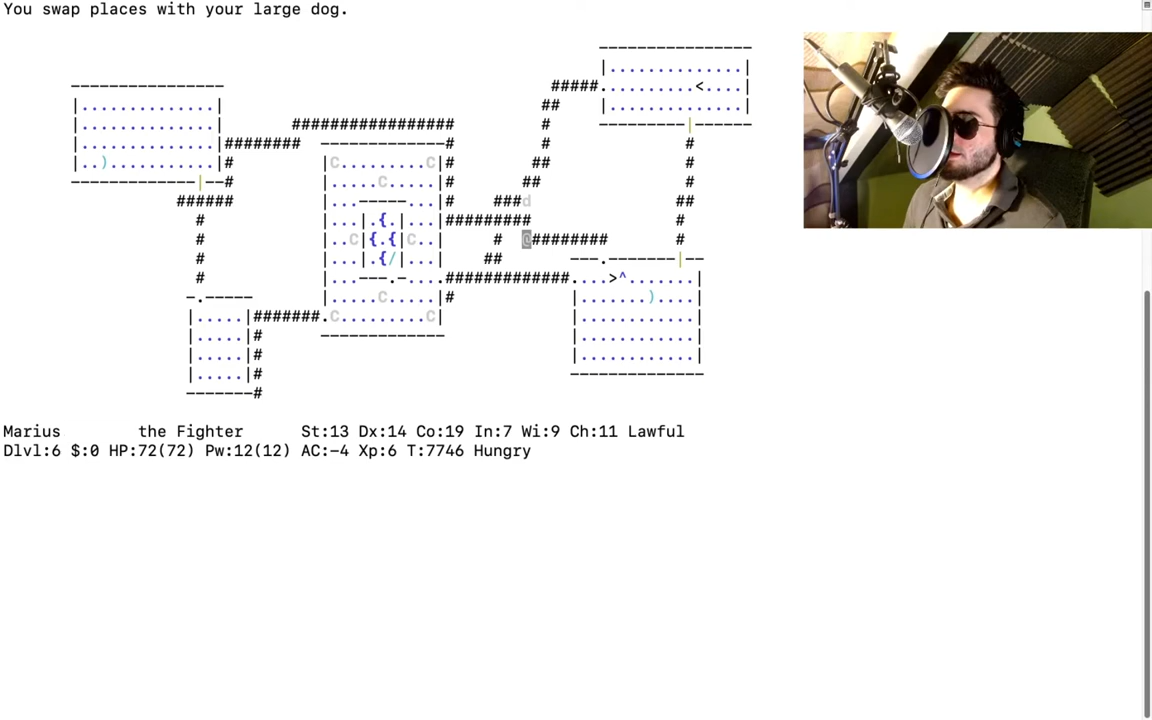 You swap places with your large dog.
                                                              ----------------
                                                              |..............|
       ----------------                                  #####..........<....|
       |..............|                                 ##    |..............|
       |..............|       #################         #     ---------|------
       |..............|######## -------------#          #              #
       |..)...........|#         |C.........C|#        ##               #
       -------------|--#         |.....C.....|#       ##                #
                  ######         |...-----...|#    ###d                ##
                    #            |...|.{.|...|#########                #
                    #            |..C|{.{|C..|     #  @########        #
                    #            |...|.{/|...|    ##        ---.-------|--
                    #            |...---.-....#############....>^.......|
                   -.-----       |.....C.....|#            |.......)....|
                   |.....|#######.C.........C|             |............|
                   |.....|#      -------------             |............|
                   |.....|#                                |............|
                   |.....|#                                --------------
                   -------#
Marius        the Fighter     St:13 Dx:14 Co:19 In:7 Wi:9 Ch:11 Lawful
Dlvl:6 $:0 HP:72(72) Pw:12(12) AC:-4 Xp:6 T:7746 Hungry